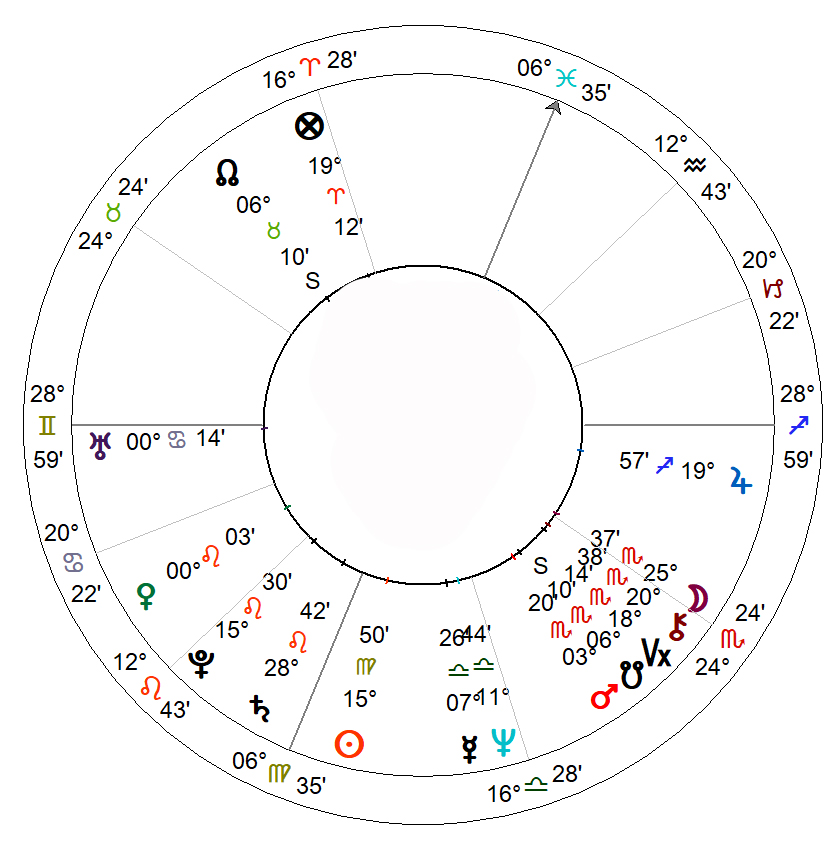 06° ♓ 35'
16° ♈ 28'
12° ♒ 43'
⊗
19° ♈ 12'
☊
06° ♉ 10' S
24' ♉ 24°
20° ♑ 22'
28° ♊ 59'
28° ♐ 59'
♅ 00° ♋ 14'
57' ♐ 19° ♃
20° ♋ 22'
♀ 00° ♌ 03'
♇ 15° ♌ 30'
♄ 28° ♌ 42'
12° ♌ 43'
50' ♍ 15° ☉
26' ♎ 07° ☿
44' ♎ 11° ♆
S
37' ♏ 25° ☽
38' ♏ 20° ⚷
14' ♏ 18° Vx
10' ♏ 06° ☋
20' ♏ 03° ♂
24' ♏ 24°
06° ♍ 35'
16° ♎ 28'